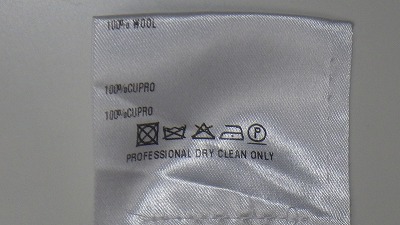 100% WOOL
100%CUPRO
100%CUPRO
P
PROFESSIONAL DRY CLEAN ONLY